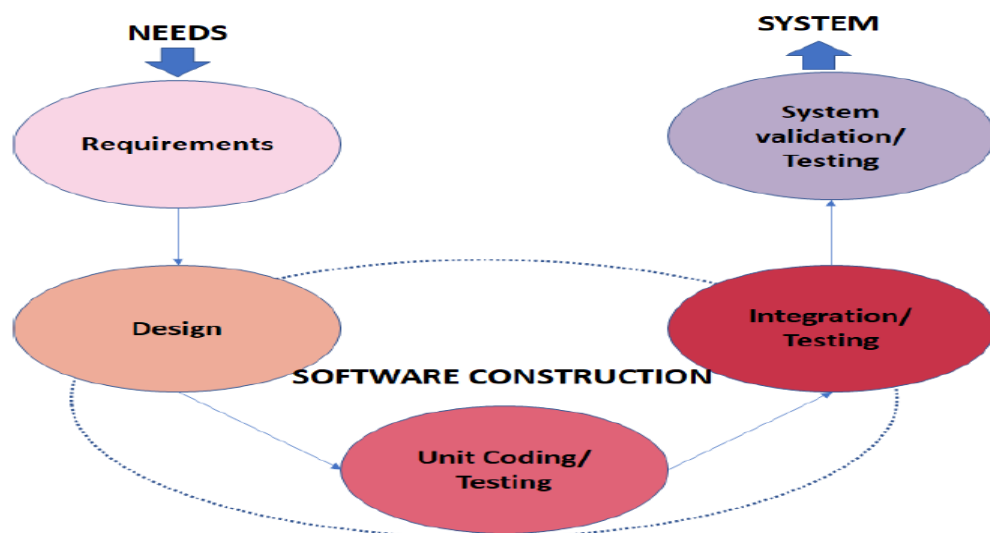 NEEDS
SYSTEM
Requirements
System
validation/
Testing
Design
Integration/
Testing
SOFTWARE CONSTRUCTION
Unit Coding/
Testing